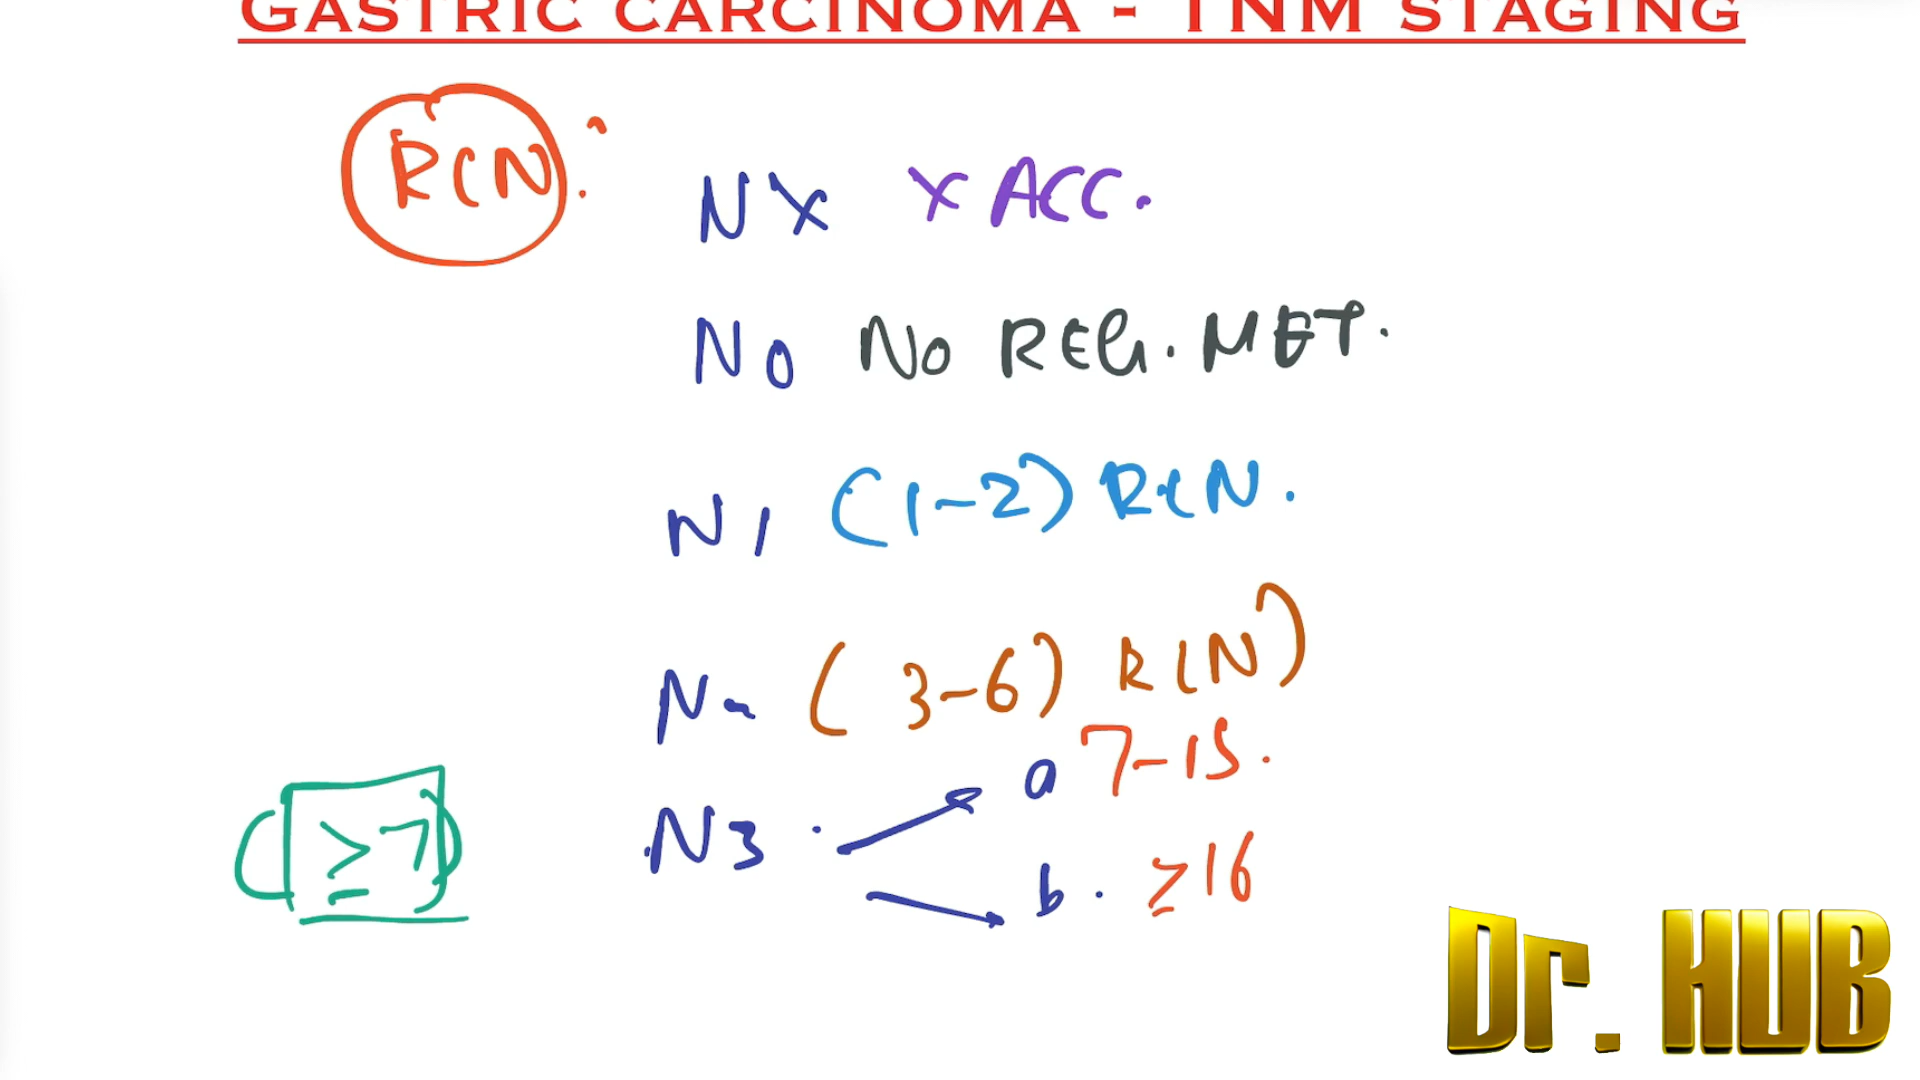 GASTRIC CARCINOMA - TNM STAGING
RLN:
NX X ACC.
N0 No REG. MET.
N1 (1-2) RLN.
N2 (3-6) RLN)
a 7-15.
N3
≥7
b. ≥16
Dr. HUB